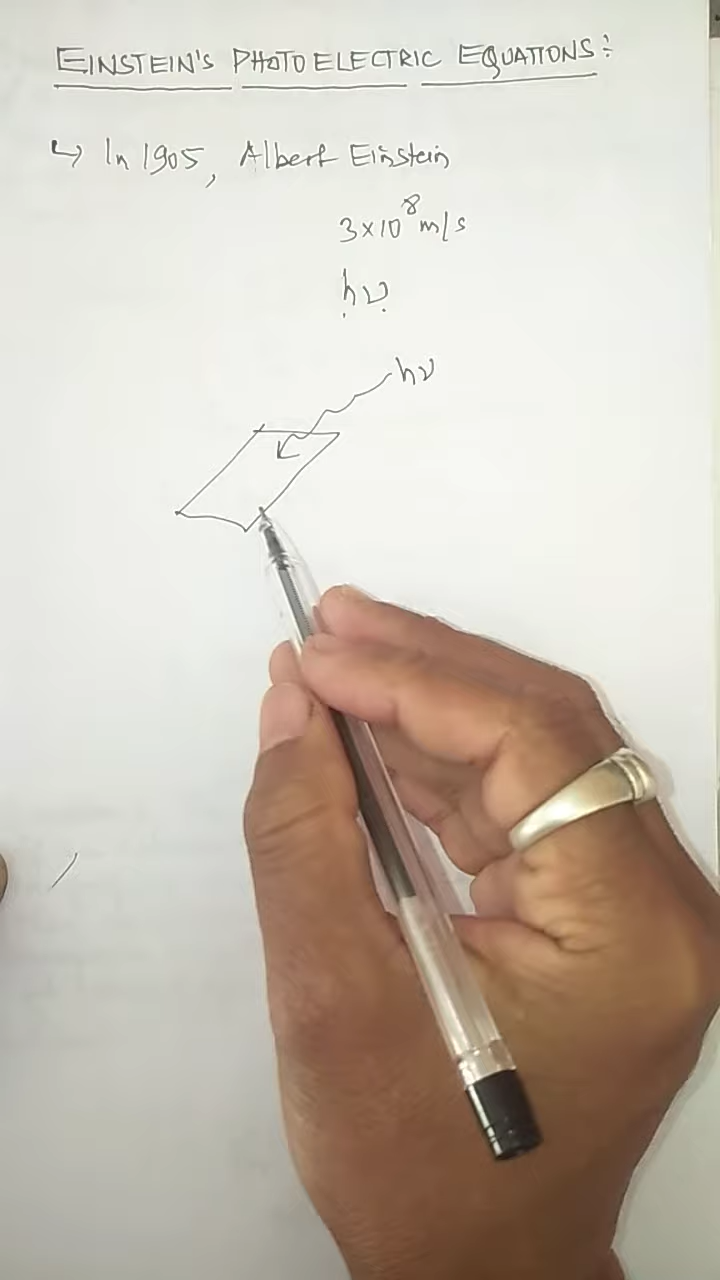 EINSTEIN'S PHOTOELECTRIC EQUATIONS:
↳ In 1905, Albert Einstein
3×10⁸ m/s
hν
hν